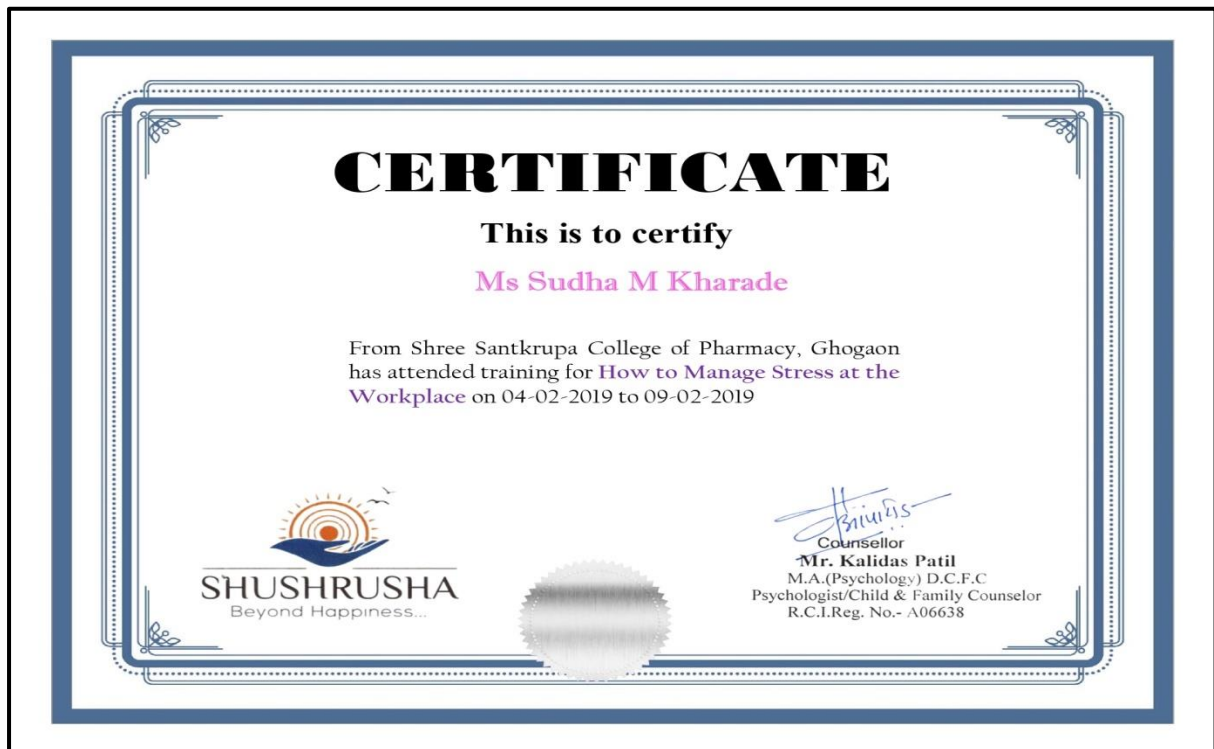 CERTIFICATE
This is to certify
Ms Sudha M Kharade
From Shree Santkrupa College of Pharmacy, Ghogaon
has attended training for How to Manage Stress at the
Workplace on 04-02-2019 to 09-02-2019
SHUSHRUSHA
Beyond Happiness...
Counsellor
Mr. Kalidas Patil
M.A.(Psychology) D.C.F.C
Psychologist/Child & Family Counselor
R.C.I.Reg. No.- A06638